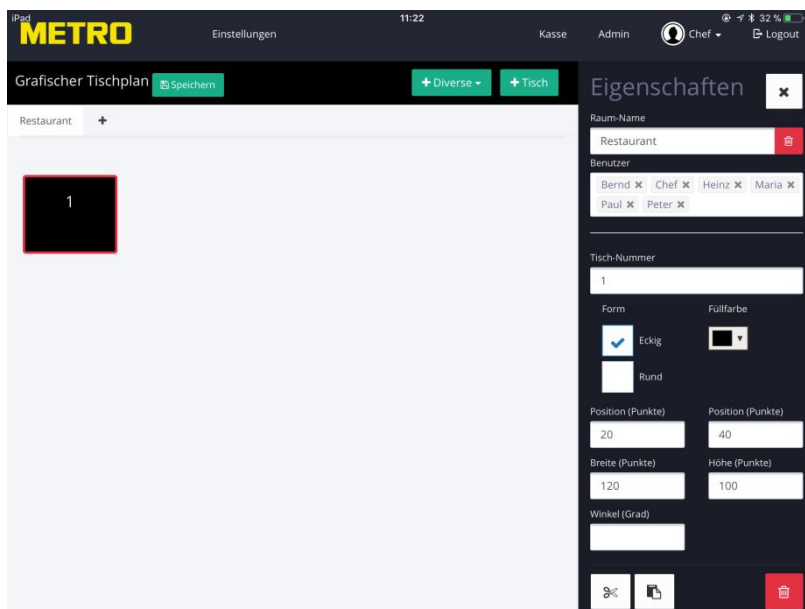 iPad 11:22 32 %
METRO Einstellungen Kasse Admin Chef Logout
Grafischer Tischplan Speichern + Diverse + Tisch
Restaurant +
1
Eigenschaften
Raum-Name
Restaurant
Benutzer
Bernd × Chef × Heinz × Maria ×
Paul × Peter ×
Tisch-Nummer
1
Form Füllfarbe
Eckig
Rund
Position (Punkte) Position (Punkte)
20 40
Breite (Punkte) Höhe (Punkte)
120 100
Winkel (Grad)